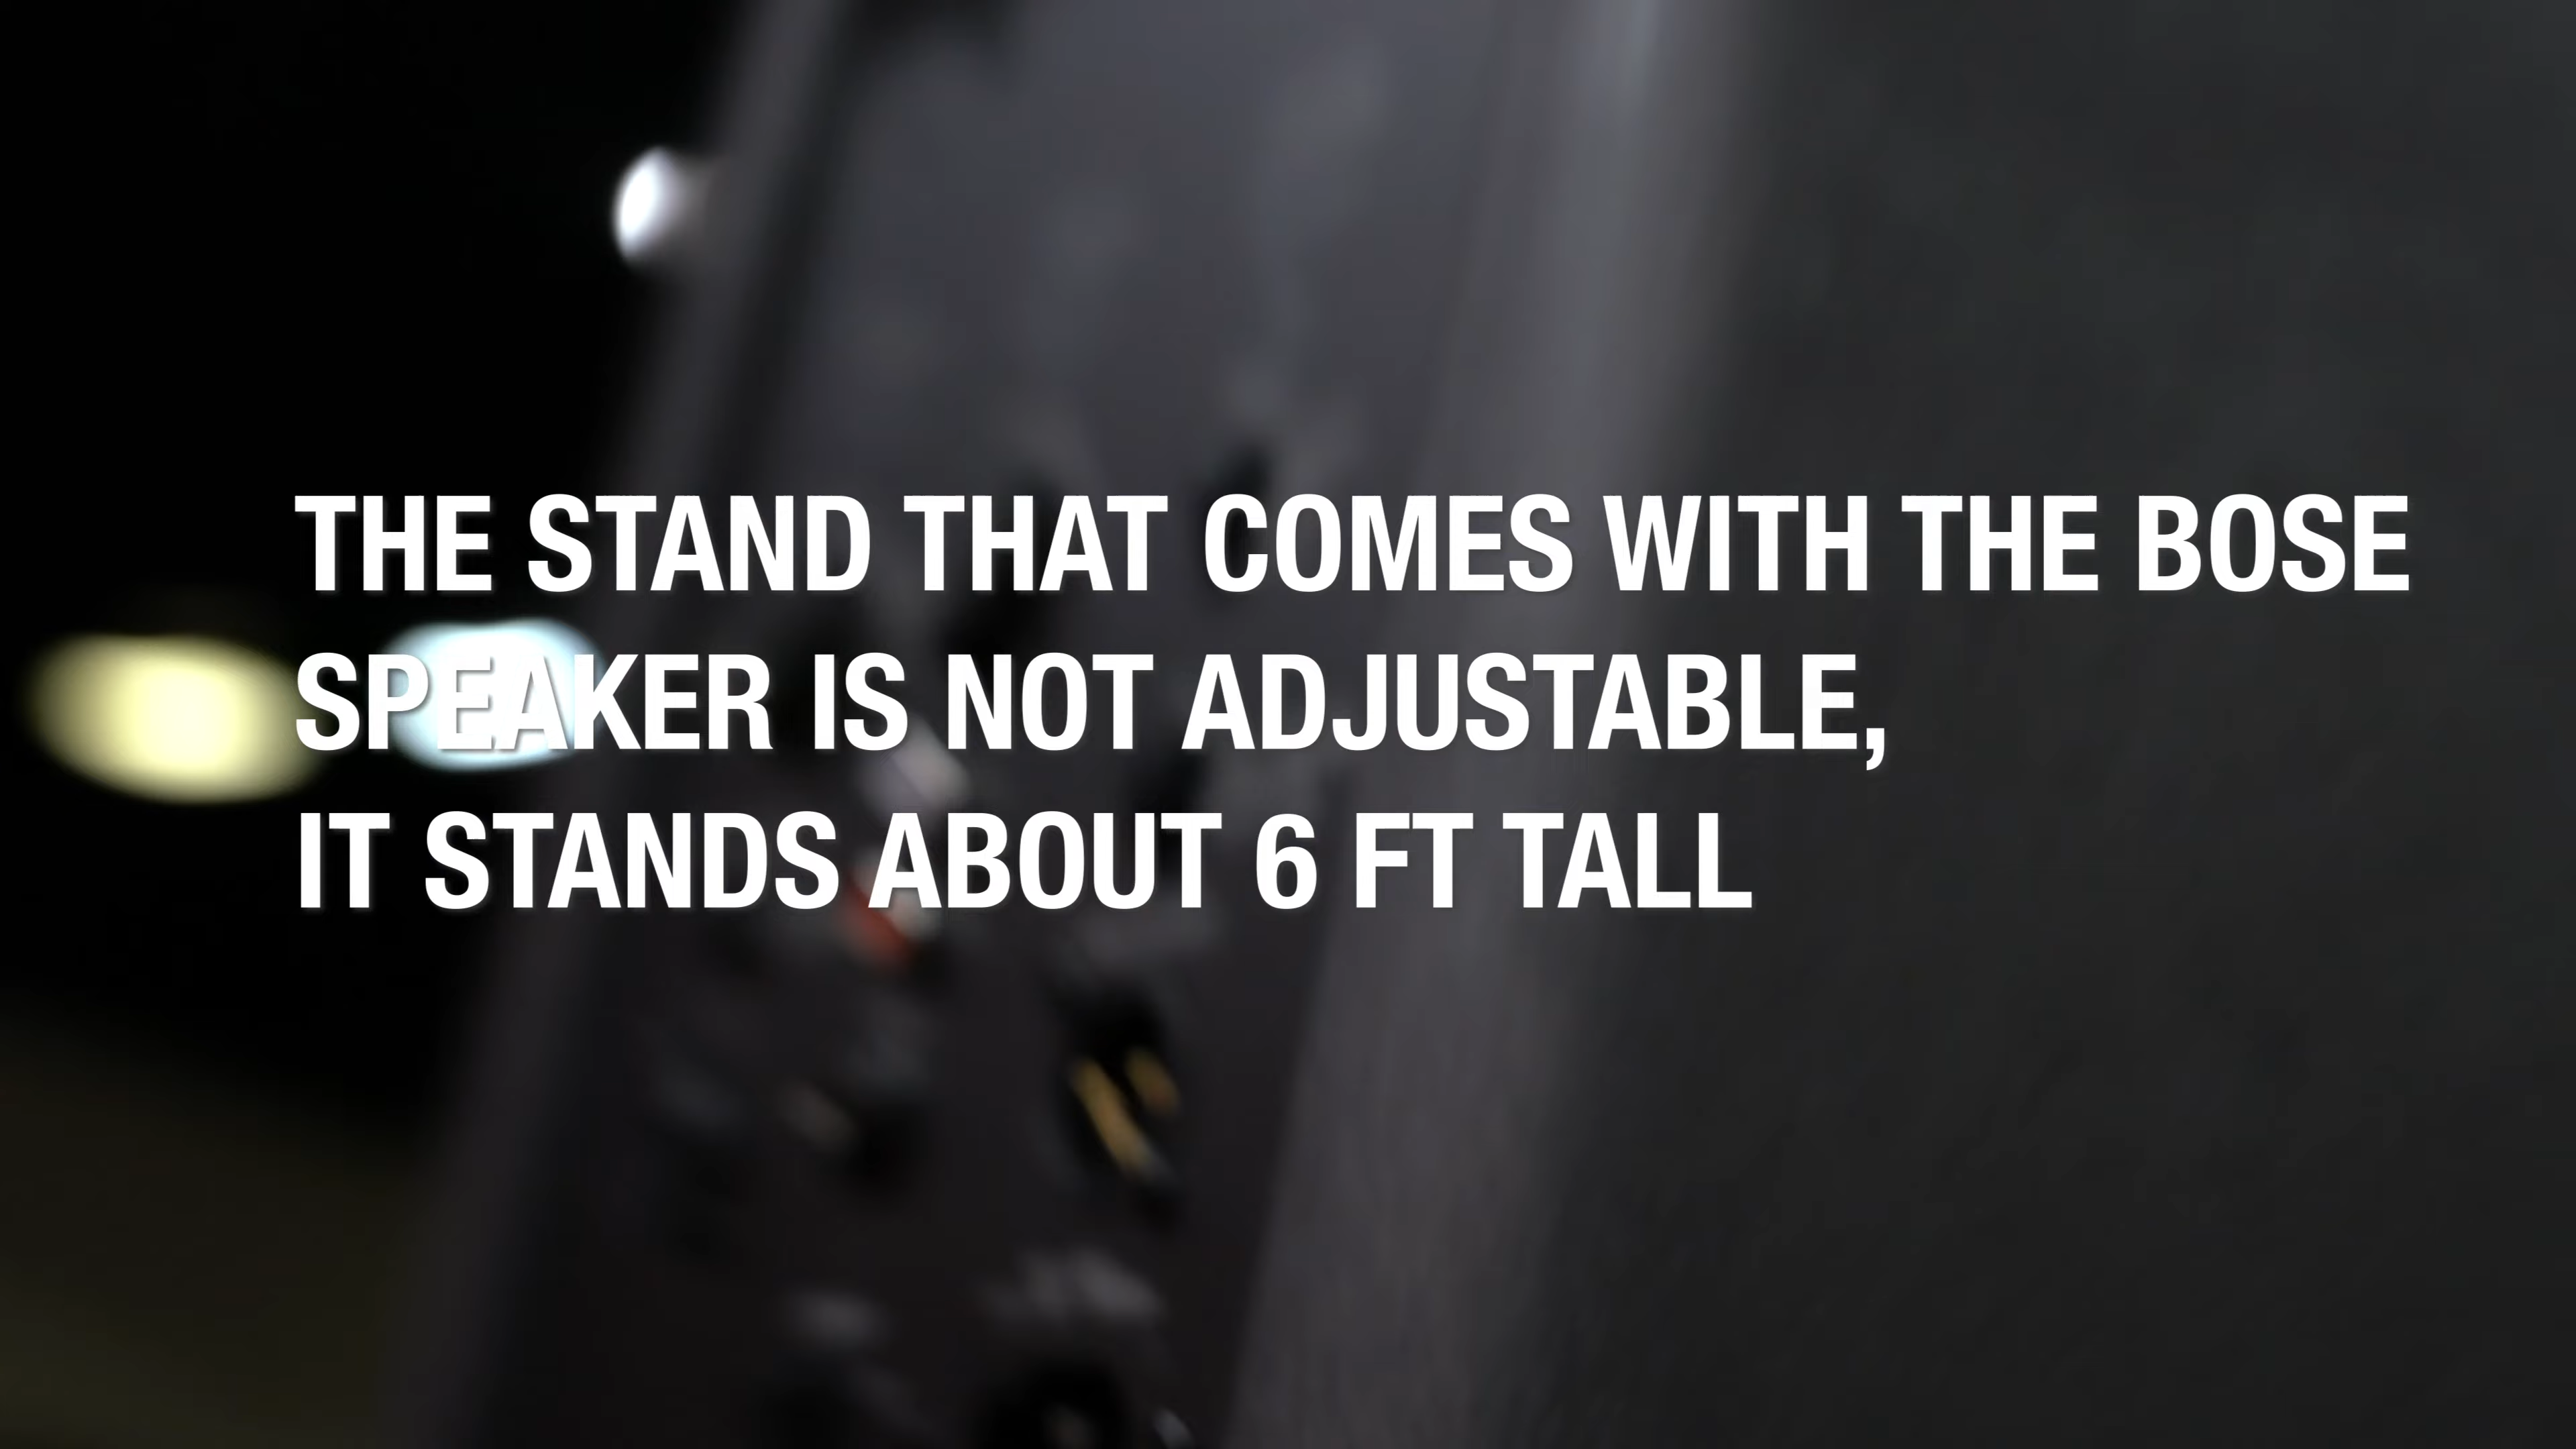 THE STAND THAT COMES WITH THE BOSE
SPEAKER IS NOT ADJUSTABLE,
IT STANDS ABOUT 6 FT TALL